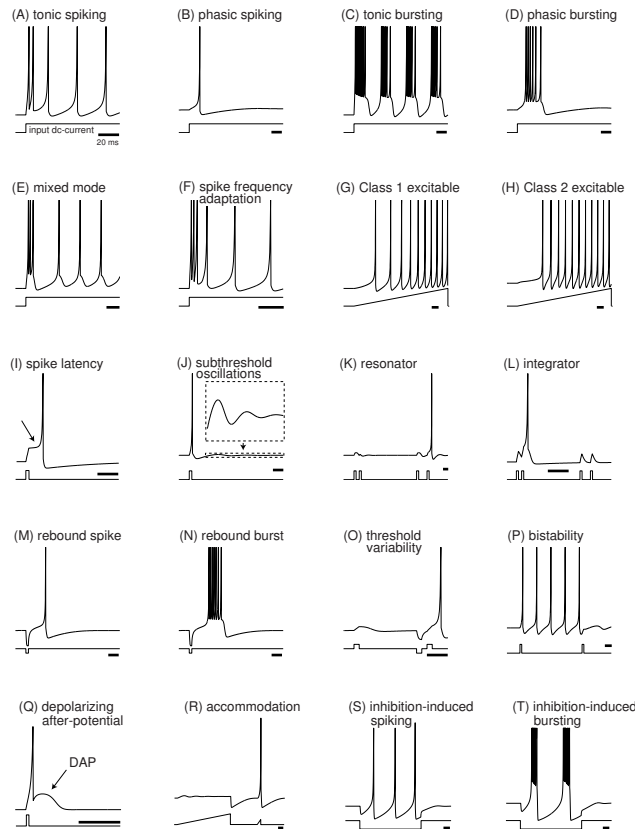 (A) tonic spiking
(B) phasic spiking
(C) tonic bursting
(D) phasic bursting
input dc-current
20 ms
(E) mixed mode
(F) spike frequency
adaptation
(G) Class 1 excitable
(H) Class 2 excitable
(I) spike latency
(J) subthreshold
oscillations
(K) resonator
(L) integrator
(M) rebound spike
(N) rebound burst
(O) threshold
variability
(P) bistability
(Q) depolarizing
after-potential
DAP
(R) accommodation
(S) inhibition-induced
spiking
(T) inhibition-induced
bursting